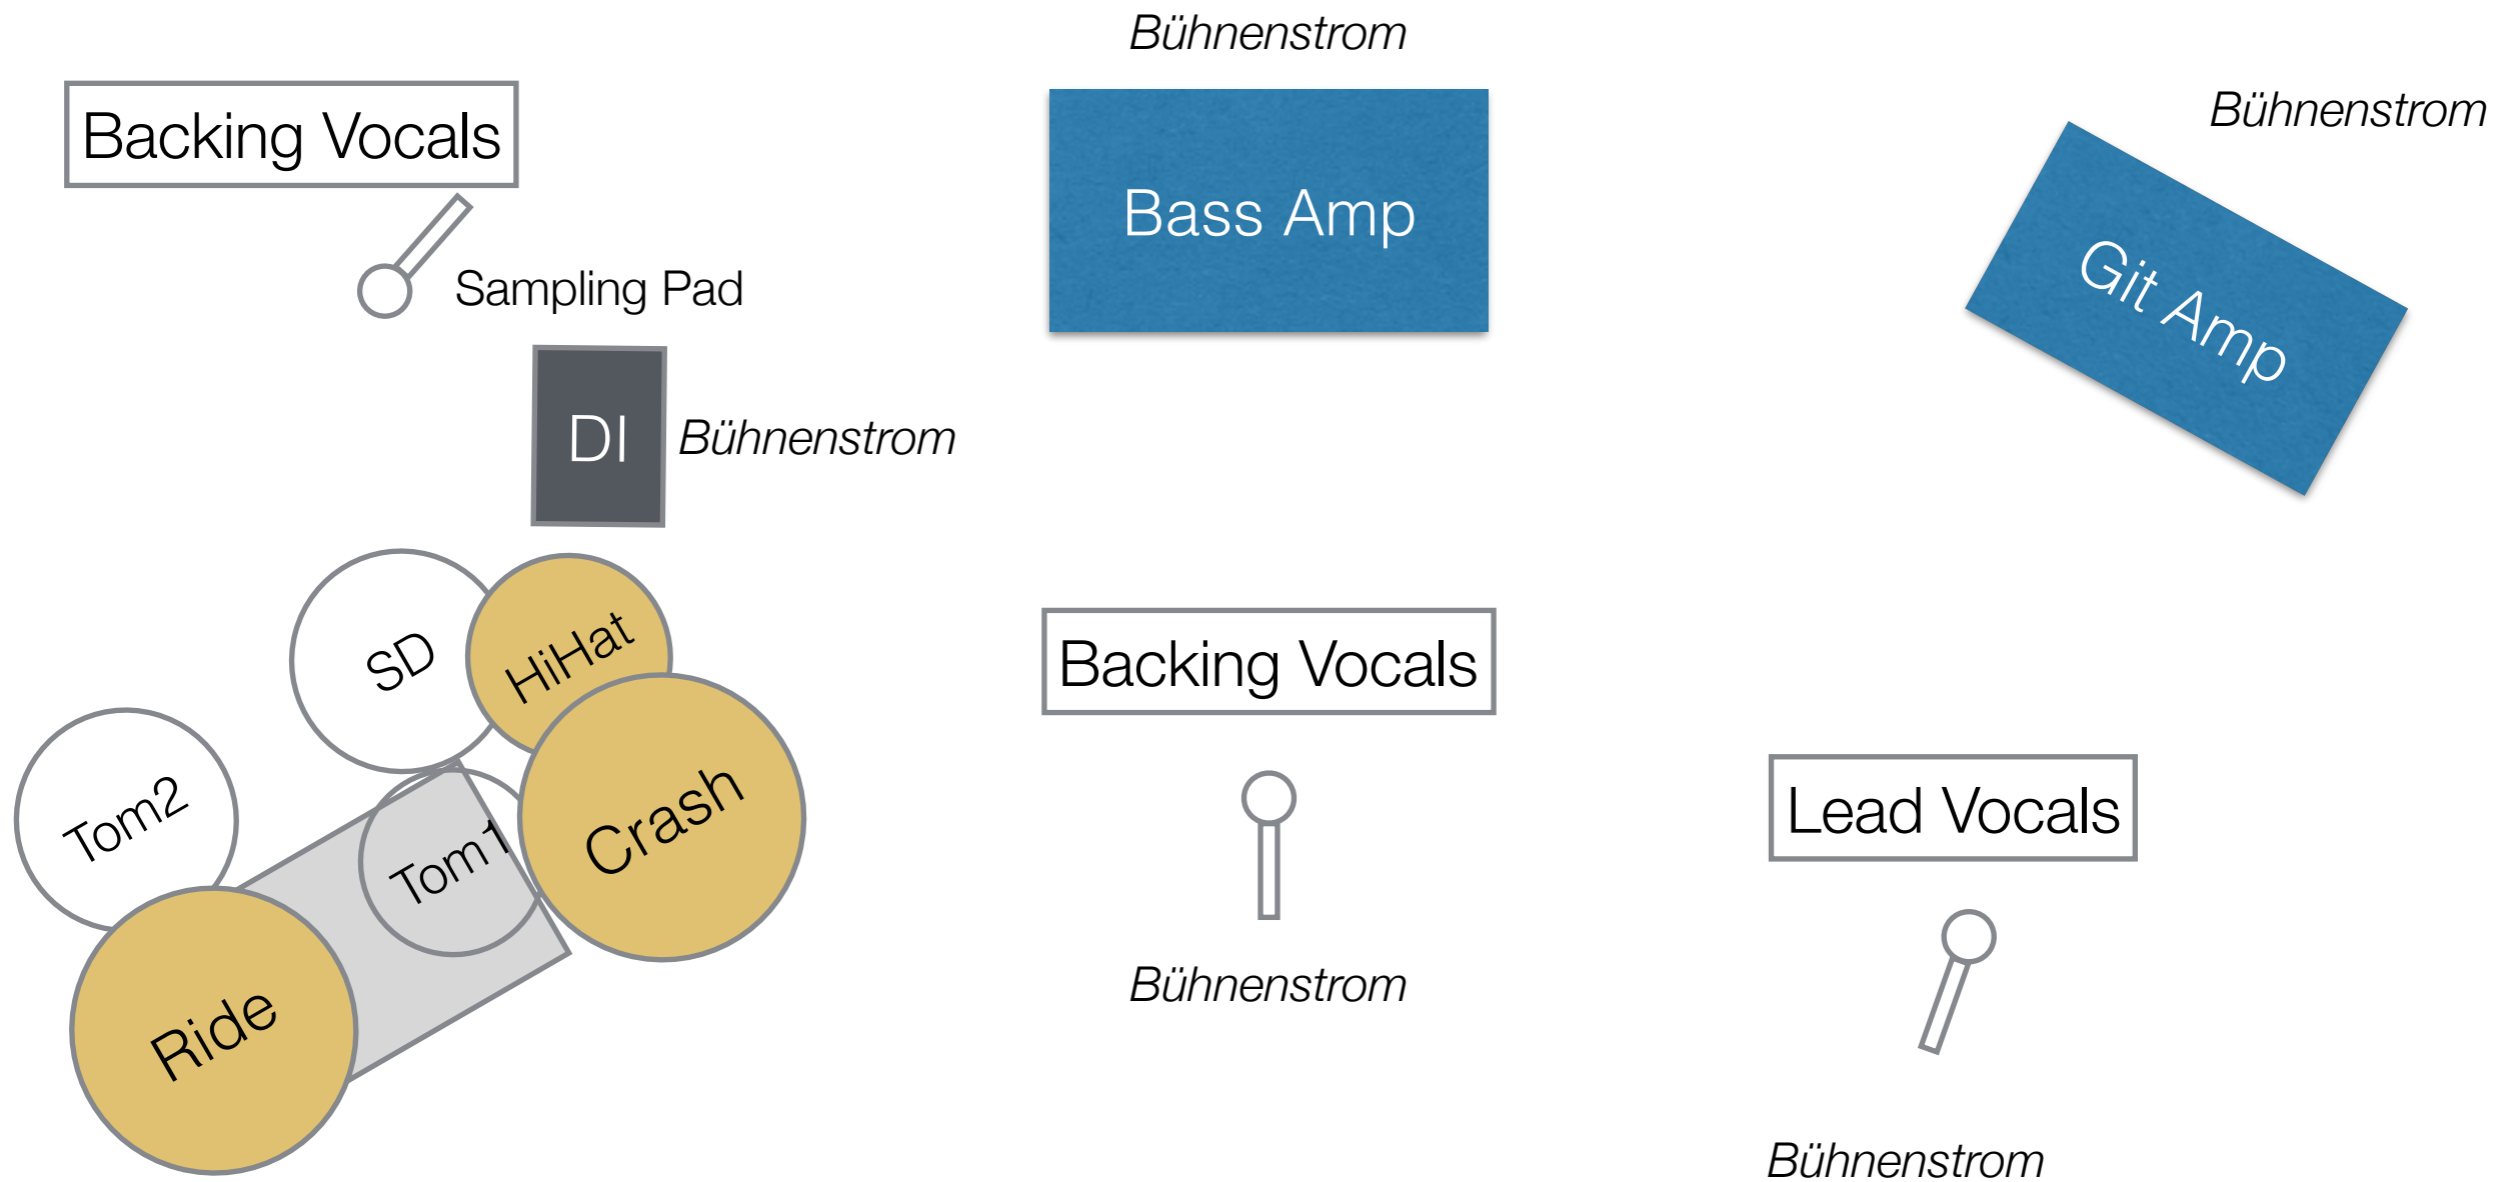 Bühnenstrom
Bühnenstrom
Backing Vocals
Bass Amp
Git Amp
Sampling Pad
DI
Bühnenstrom
SD
HiHat
Backing Vocals
Tom2
Tom1
Crash
Lead Vocals
Ride
Bühnenstrom
Bühnenstrom